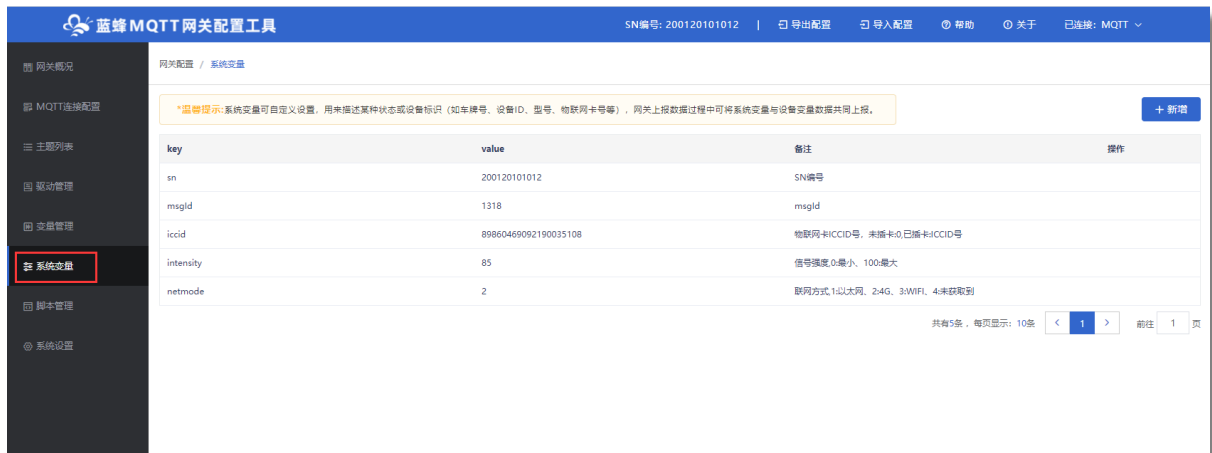 蓝蜂MQTT网关配置工具 SN编号: 200120101012 | 导出配置 导入配置 帮助 关于 已连接: MQTT
网关概况
MQTT连接配置
主题列表
驱动管理
变量管理
系统变量
脚本管理
系统设置
网关配置 / 系统变量
*温馨提示:系统变量可自定义设置，用来描述某种状态或设备标识（如车牌号、设备ID、型号、物联网卡号等），网关上报数据过程中可将系统变量与设备变量数据共同上报。
+ 新增
key value 备注 操作
sn 200120101012 SN编号
msgId 1318 msgId
iccid 89860469092190035108 物联网卡ICCID号，未插卡:0,已插卡:ICCID号
intensity 85 信号强度,0:最小、100:最大
netmode 2 联网方式,1:以太网、2:4G、3:WIFI、4:未获取到
共有5条，每页显示：10条 < 1 > 前往 1 页